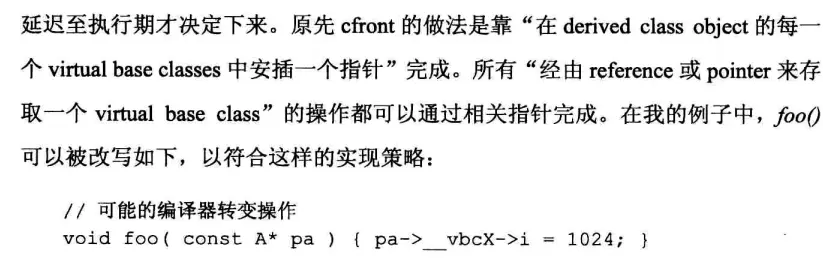 延迟至执行期才决定下来。原先 cfront 的做法是靠“在 derived class object 的每一
个 virtual base classes 中安插一个指针”完成。所有“经由 reference 或 pointer 来存
取一个 virtual base class”的操作都可以通过相关指针完成。在我的例子中，foo()
可以被改写如下，以符合这样的实现策略：
// 可能的编译器转变操作
void foo( const A* pa ) { pa->__vbcX->i = 1024; }